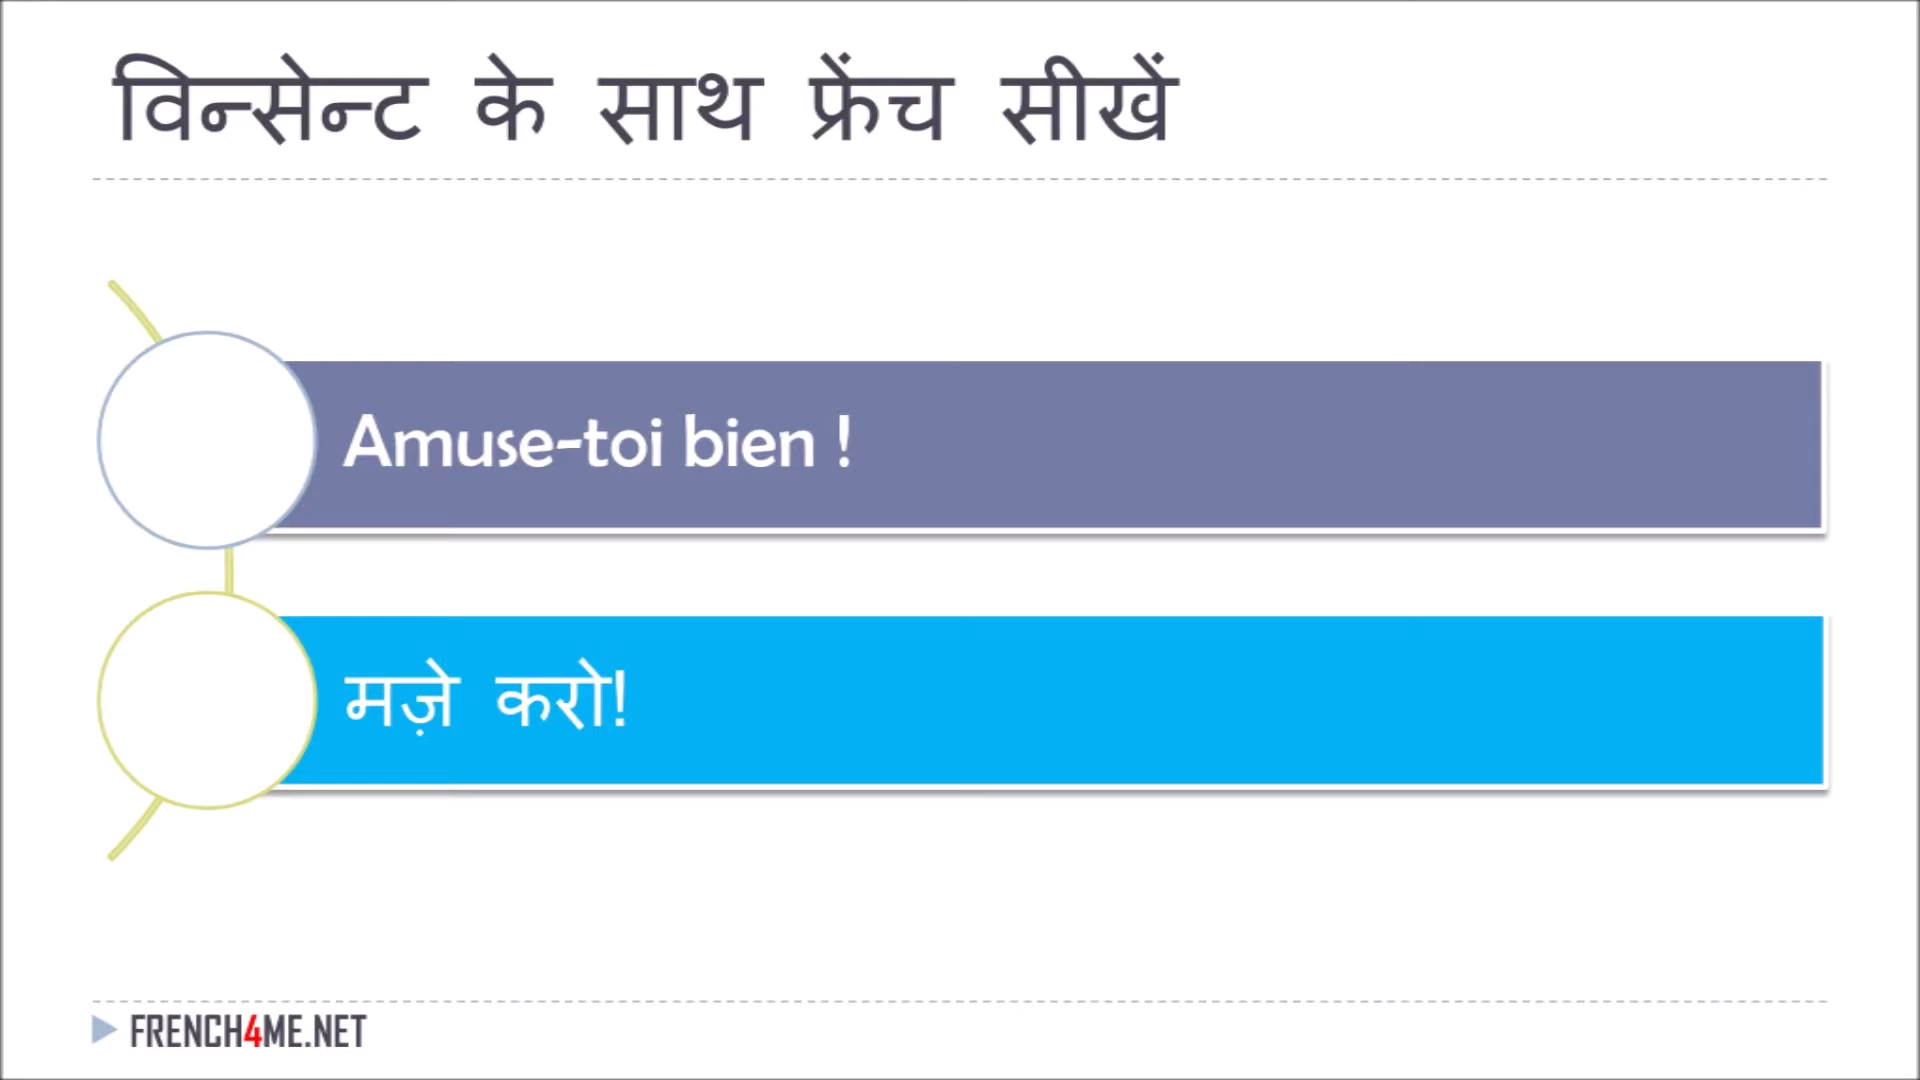 विन्सेन्ट के साथ फ्रेंच सीखें
Amuse-toi bien !
मज़े करो!
FRENCH4ME.NET